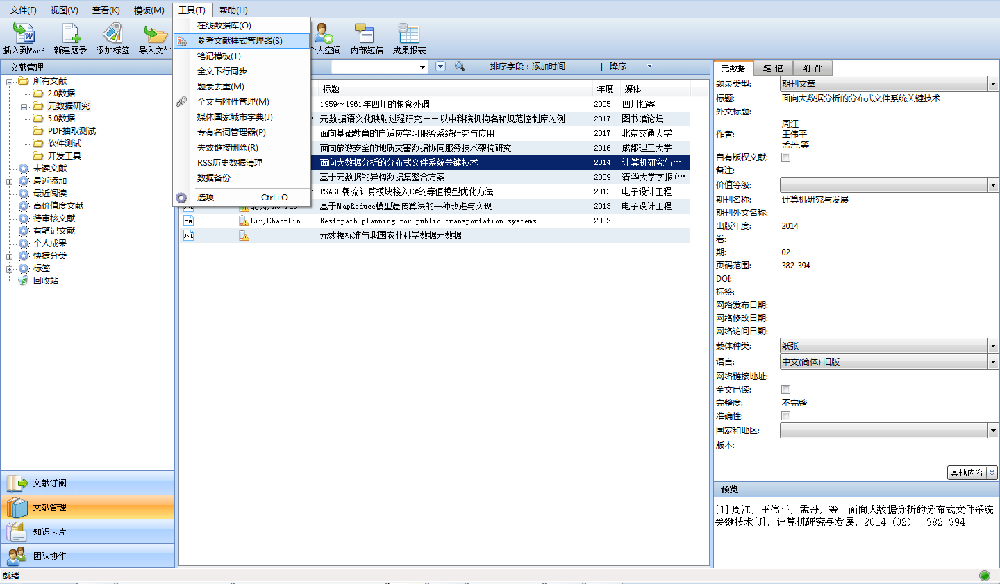 文件(F) 视图(V) 查看(K) 模板(M) 工具(T) 帮助(H)
插入到Word 新建题录 添加标签 导入文件 个人空间 内部短信 成果报表
在线数据库(O)
参考文献样式管理器(S)
笔记模板(T)
全文下行同步
题录去重(M)
全文与附件管理(M)
媒体国家城市字典(J)
专有名词管理器(P)
失效链接删除(R)
RSS历史数据清理
数据备份
选项 Ctrl+O
文献管理
所有文献
2.0数据
元数据研究
5.0数据
PDF抽取测试
软件测试
开发工具
未读文献
最近添加
最近阅读
高价值度文献
待审核文献
有笔记文献
个人成果
快捷分类
标签
回收站
文献订阅
文献管理
知识卡片
团队协作
就绪
排序字段：添加时间 | 降序
标题 年度 媒体
1959～1961年四川的粮食外调 2005 四川档案
元数据语义化映射过程研究——以中科院机构名称规范控制库为例 2017 图书馆论坛
面向基础教育的自适应学习服务系统研究与应用 2017 北京交通大学
面向旅游安全的地质灾害数据协同服务技术架构研究 2016 成都理工大学
面向大数据分析的分布式文件系统关键技术 2014 计算机研究与…
基于元数据的异构数据集整合方案 2009 清华大学学报(…
PSASP潮流计算模块接入C#的等值模型优化方法 2013 电子设计工程
基于MapReduce模型遗传算法的一种改进与实现 2013 电子设计工程
CR Liu,Chao-Lin Best-path planning for public transportation systems 2002
JNL 元数据标准与我国农业科学数据元数据
元数据 笔 记 附 件
题录类型: 期刊文章
标题: 面向大数据分析的分布式文件系统关键技术
外文标题:
作者: 周江
王伟平
孟丹,等
自有版权文献:
备注:
价值等级:
期刊名称: 计算机研究与发展
期刊外文名称:
出版年度: 2014
卷:
期: 02
页码范围: 382-394
DOI:
标签:
网络发布日期:
网络修改日期:
网络访问日期:
载体种类: 纸张
语言: 中文(简体) 旧版
网络链接地址:
全文已读:
完整度: 不完整
准确性:
国家和地区:
版本:
其他内容
预览
[1] 周江, 王伟平, 孟丹, 等. 面向大数据分析的分布式文件系统
关键技术[J]. 计算机研究与发展, 2014 (02) :382-394.